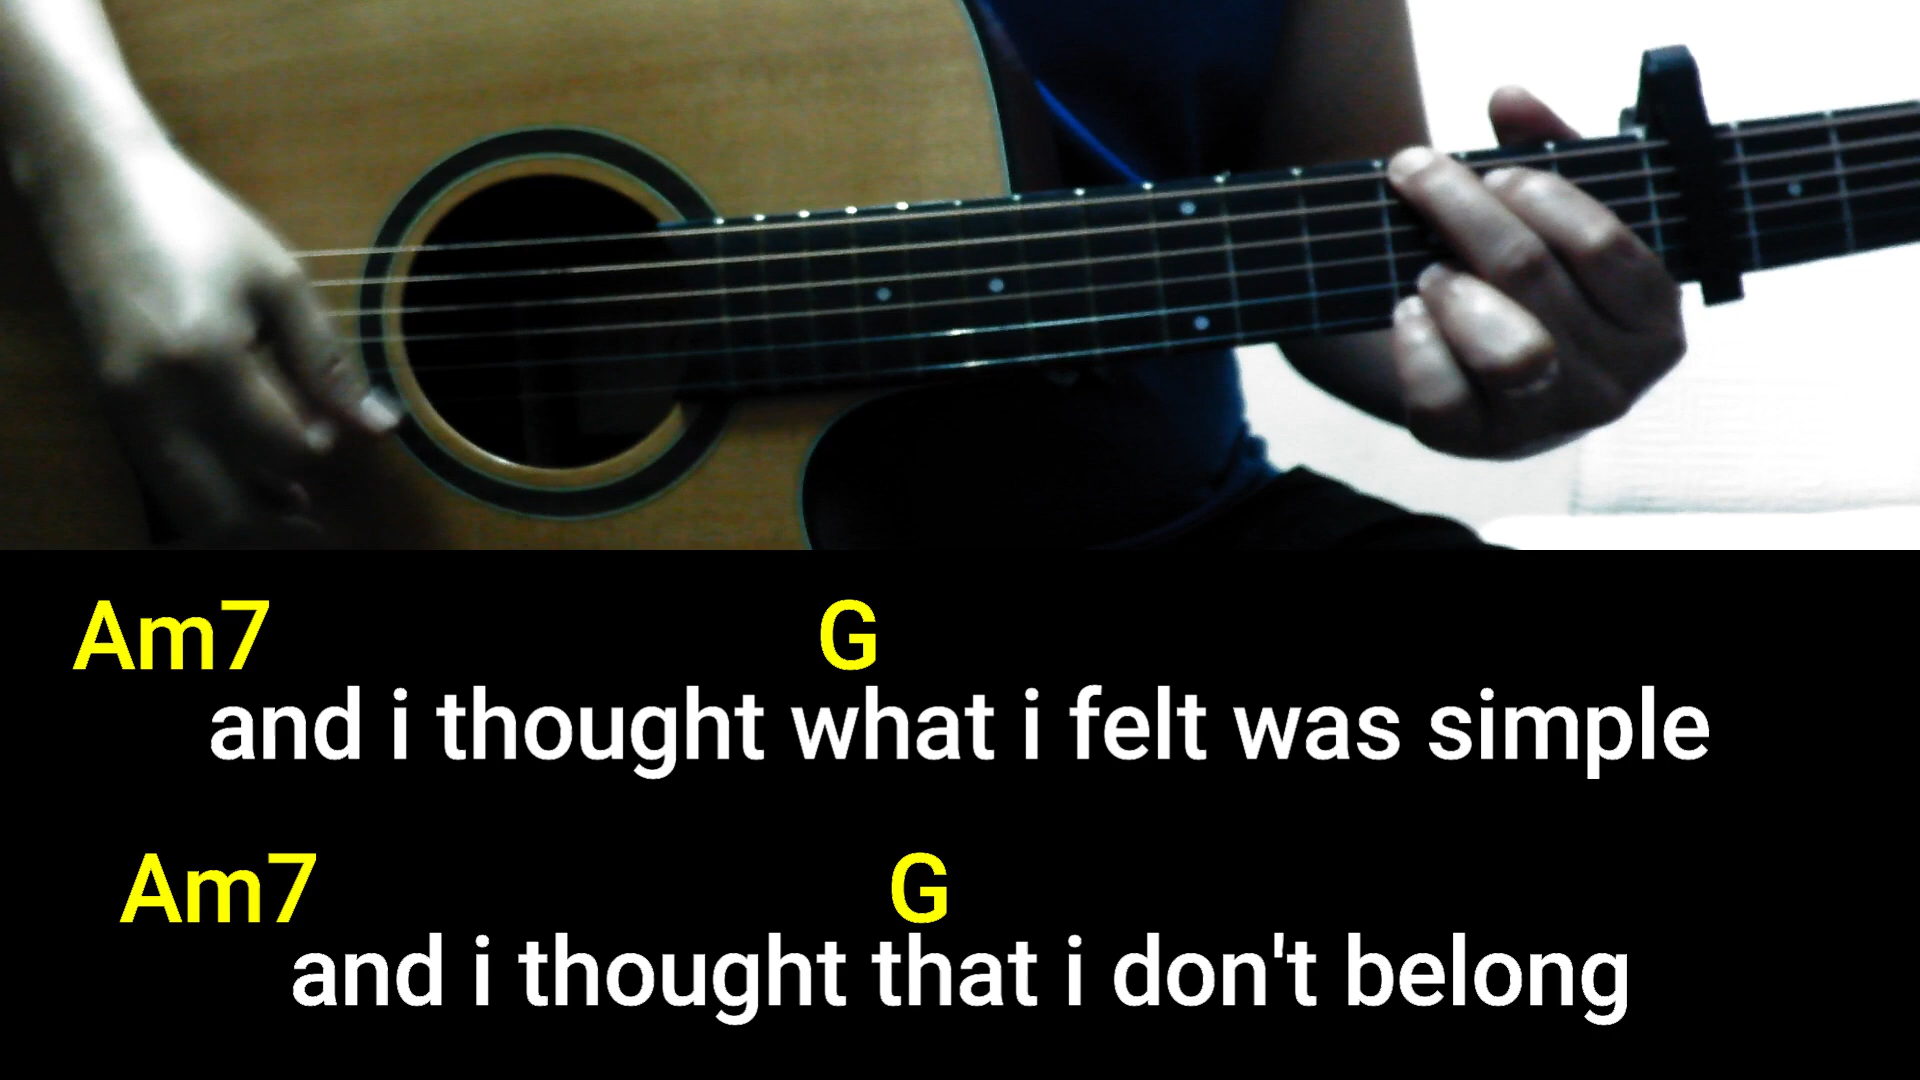 Am7 G
and i thought what i felt was simple
Am7 G
and i thought that i don't belong